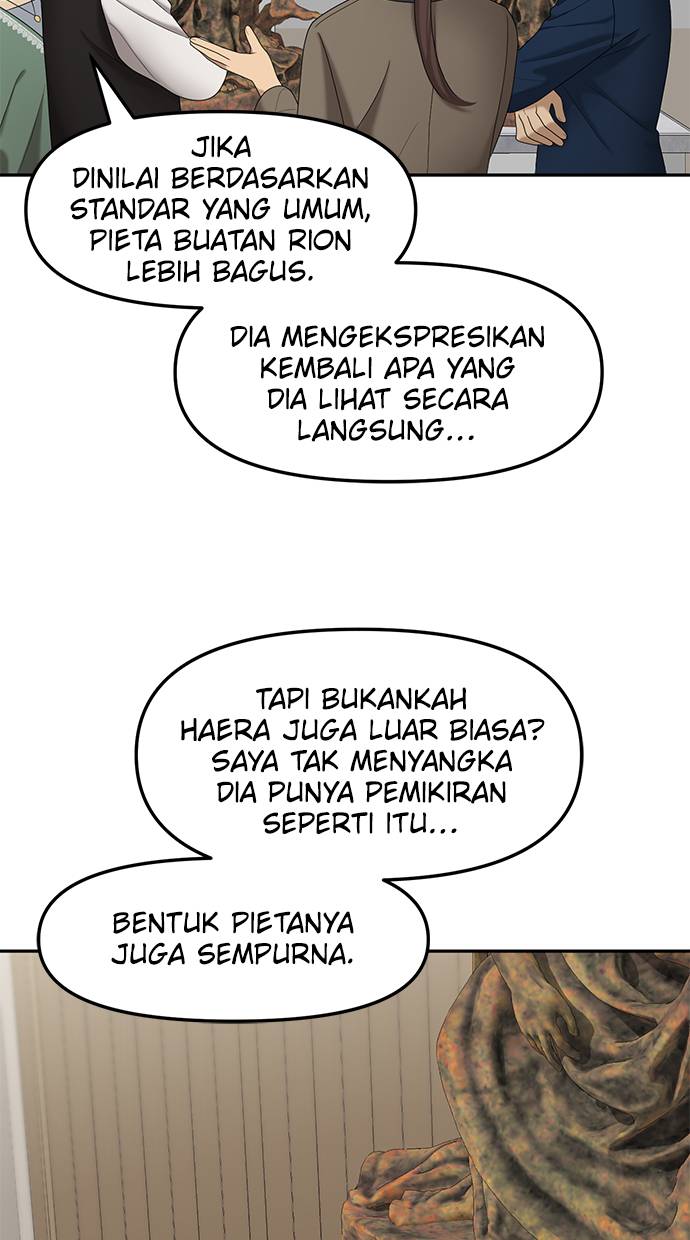 JIKA
DINILAI BERDASARKAN
STANDAR YANG UMUM,
PIETA BUATAN RION
LEBIH BAGUS.
DIA MENGEKSPRESIKAN
KEMBALI APA YANG
DIA LIHAT SECARA
LANGSUNG...
TAPI BUKANKAH
HAERA JUGA LUAR BIASA?
SAYA TAK MENYANGKA
DIA PUNYA PEMIKIRAN
SEPERTI ITU...
BENTUK PIETANYA
JUGA SEMPURNA.